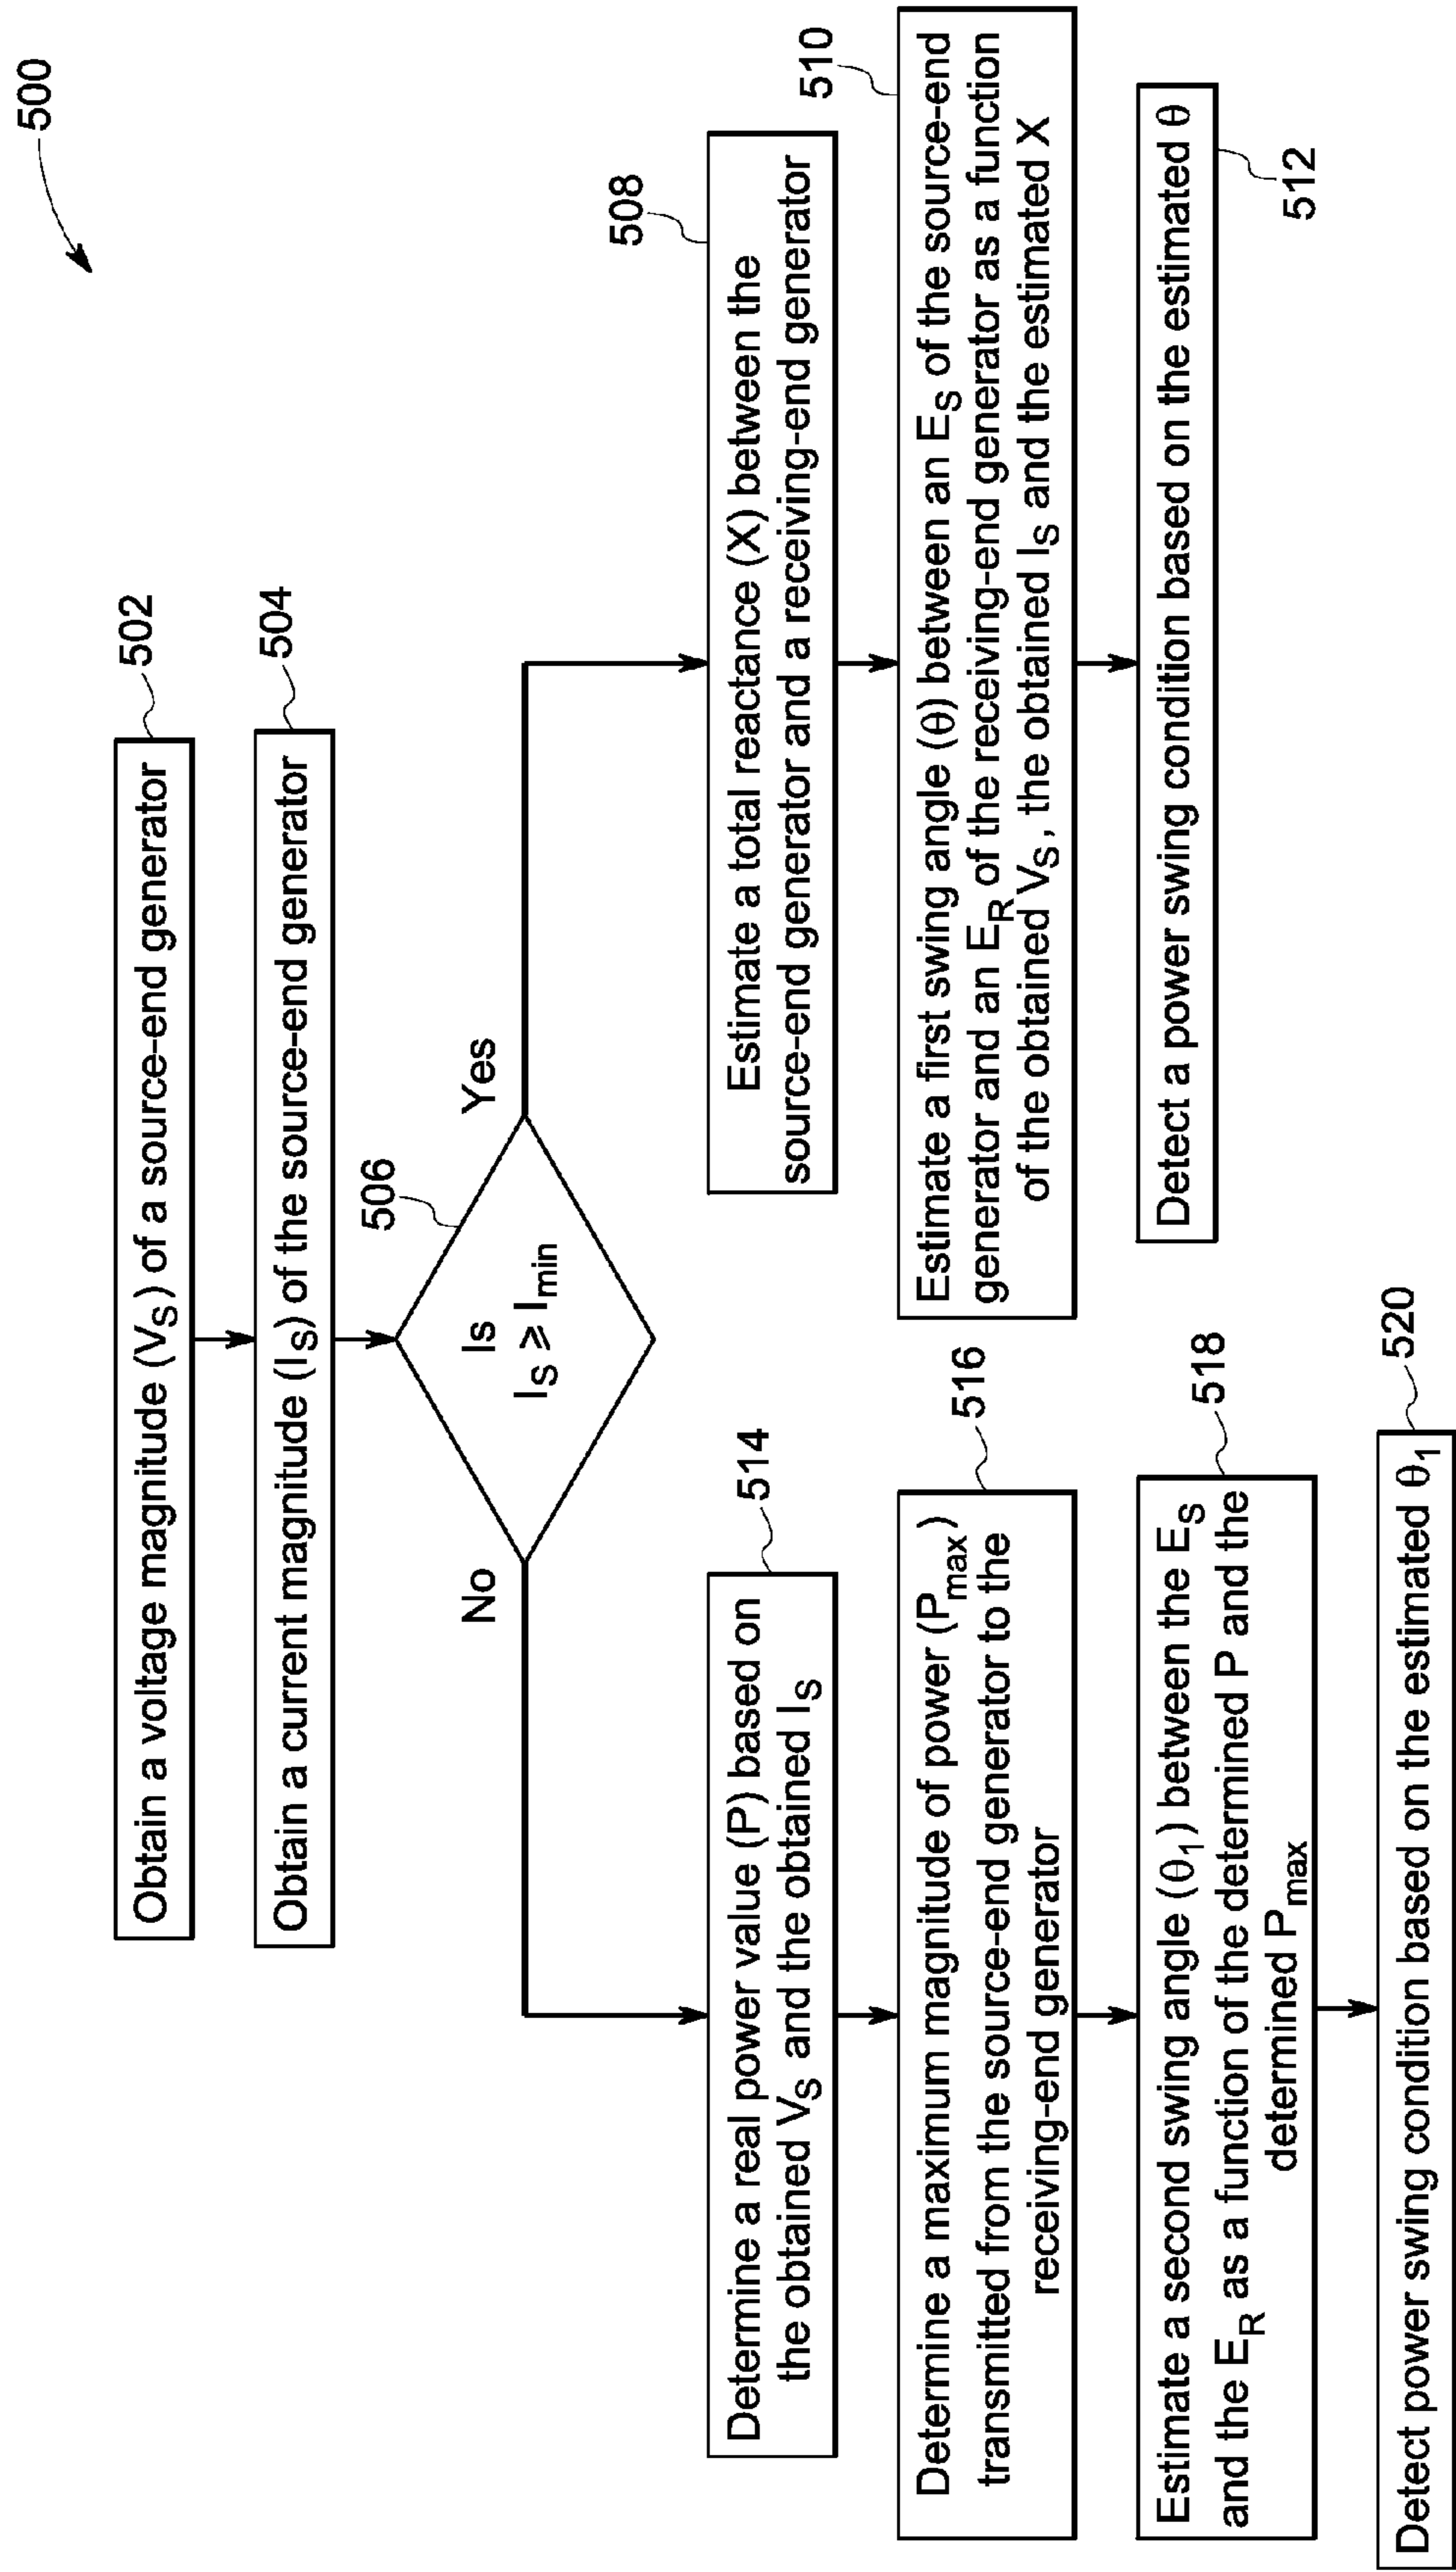 500
502
Obtain a voltage magnitude (VS) of a source-end generator
504
Obtain a current magnitude (IS) of the source-end generator
506
Is
IS ⩾ Imin
No
Yes
514
Determine a real power value (P) based on
the obtained VS and the obtained IS
516
Determine a maximum magnitude of power (Pmax)
transmitted from the source-end generator to the
receiving-end generator
518
Estimate a second swing angle (θ1) between the ES
and the ER as a function of the determined P and the
determined Pmax
520
Detect power swing condition based on the estimated θ1
508
Estimate a total reactance (X) between the
source-end generator and a receiving-end generator
510
Estimate a first swing angle (θ) between an ES of the source-end
generator and an ER of the receiving-end generator as a function
of the obtained VS, the obtained IS and the estimated X
Detect a power swing condition based on the estimated θ
512